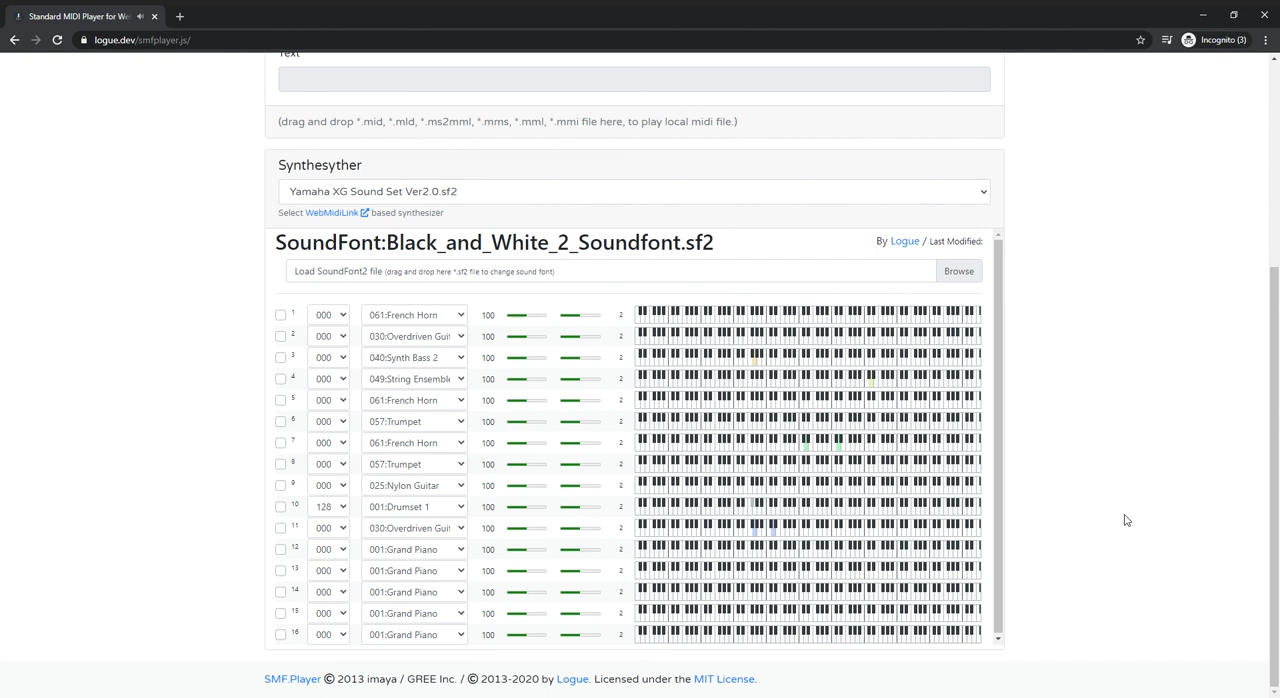 Standard MIDI Player for We
logue.dev/smfplayer.js/
Incognito (3)
Text
(drag and drop *.mid, *.mld, *.ms2mml, *.mms, *.mml, *.mmi file here, to play local midi file.)
Synthesyther
Yamaha XG Sound Set Ver2.0.sf2
Select WebMidiLink based synthesizer
SoundFont:Black_and_White_2_Soundfont.sf2
By Logue / Last Modified:
Load SoundFont2 file (drag and drop here *.sf2 file to change sound font)
Browse
1 000 061:French Horn 100 2
2 000 030:Overdriven Guit 100 2
3 000 040:Synth Bass 2 100 2
4 000 049:String Ensemble 100 2
5 000 061:French Horn 100 2
6 000 057:Trumpet 100 2
7 000 061:French Horn 100 2
8 000 057:Trumpet 100 2
9 000 025:Nylon Guitar 100 2
10 128 001:Drumset 1 100 2
11 000 030:Overdriven Guit 100 2
12 000 001:Grand Piano 100 2
13 000 001:Grand Piano 100 2
14 000 001:Grand Piano 100 2
15 000 001:Grand Piano 100 2
16 000 001:Grand Piano 100 2
SMF.Player © 2013 imaya / GREE Inc. / © 2013-2020 by Logue. Licensed under the MIT License.